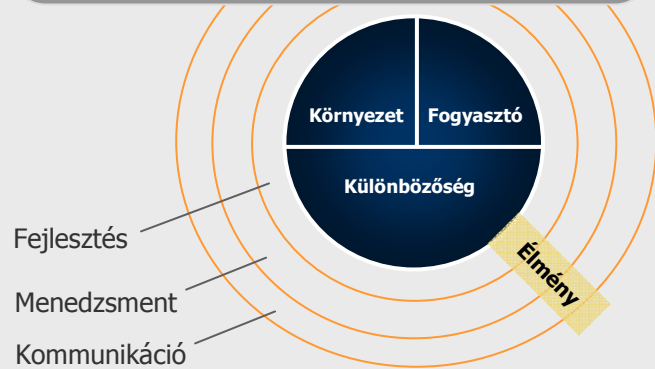 Környezet Fogyasztó
Különbözőség
Élmény
Fejlesztés
Menedzsment
Kommunikáció